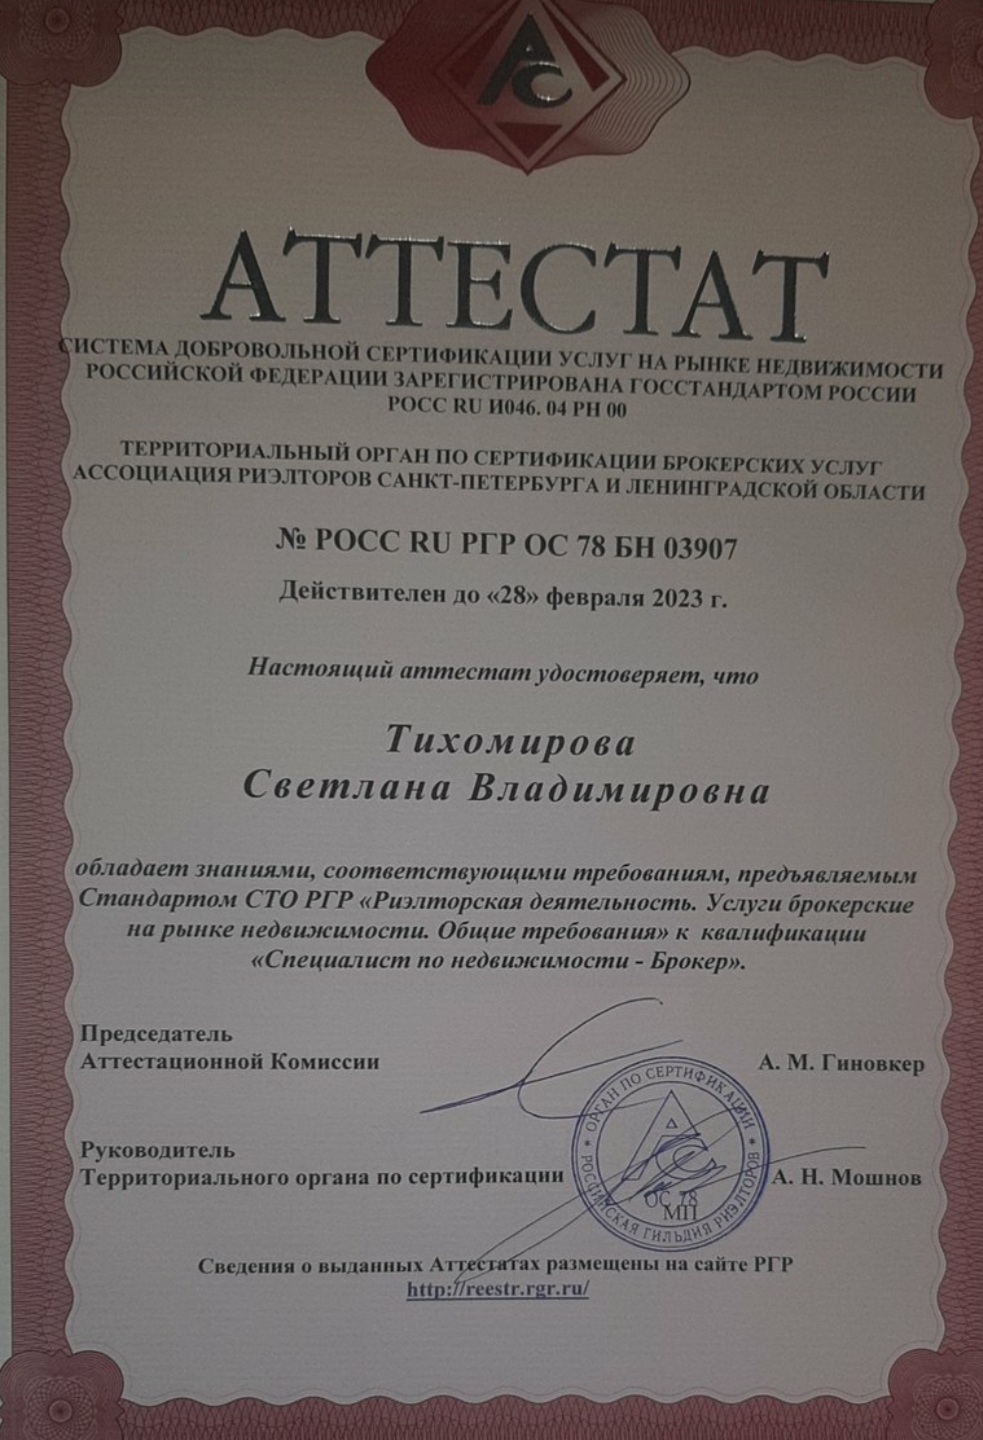 АС
АТТЕСТАТ
СИСТЕМА ДОБРОВОЛЬНОЙ СЕРТИФИКАЦИИ УСЛУГ НА РЫНКЕ НЕДВИЖИМОСТИ
РОССИЙСКОЙ ФЕДЕРАЦИИ ЗАРЕГИСТРИРОВАНА ГОССТАНДАРТОМ РОССИИ
РОСС RU И046. 04 РН 00
ТЕРРИТОРИАЛЬНЫЙ ОРГАН ПО СЕРТИФИКАЦИИ БРОКЕРСКИХ УСЛУГ
АССОЦИАЦИЯ РИЭЛТОРОВ САНКТ-ПЕТЕРБУРГА И ЛЕНИНГРАДСКОЙ ОБЛАСТИ
№ РОСС RU РГР ОС 78 БН 03907
Действителен до «28» февраля 2023 г.
Настоящий аттестат удостоверяет, что
Тихомирова
Светлана Владимировна
обладает знаниями, соответствующими требованиям, предъявляемым
Стандартом СТО РГР «Риэлторская деятельность. Услуги брокерские
на рынке недвижимости. Общие требования» к квалификации
«Специалист по недвижимости - Брокер».
Председатель
Аттестационной Комиссии
А. М. Гиновкер
Руководитель
Территориального органа по сертификации
А. Н. Мошнов
ОРГАН ПО СЕРТИФИКАЦИИ * РОССИЙСКАЯ ГИЛЬДИЯ РИЭЛТОРОВ *
ОС 78
МП
Сведения о выданных Аттестатах размещены на сайте РГР
http://reestr.rgr.ru/